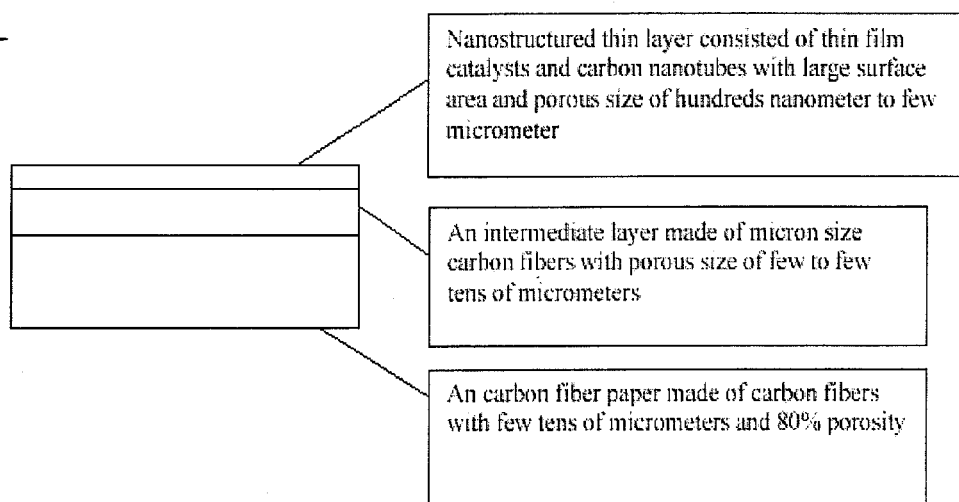 Nanostructured thin layer consisted of thin film
catalysts and carbon nanotubes with large surface
area and porous size of hundreds nanometer to few
micrometer
An intermediate layer made of micron size
carbon fibers with porous size of few to few
tens of micrometers
An carbon fiber paper made of carbon fibers
with few tens of micrometers and 80% porosity